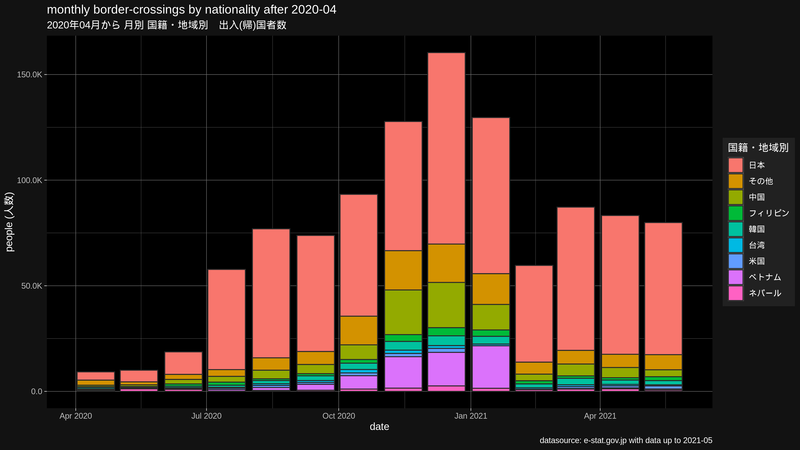 monthly border-crossings by nationality after 2020-04
2020年04月から 月別 国籍・地域別　出入(帰)国者数
150.0K
100.0K
50.0K
0.0
people (人数)
Apr 2020
Jul 2020
Oct 2020
Jan 2021
Apr 2021
date
国籍・地域別
日本
その他
中国
フィリピン
韓国
台湾
米国
ベトナム
ネパール
datasource: e-stat.gov.jp with data up to 2021-05